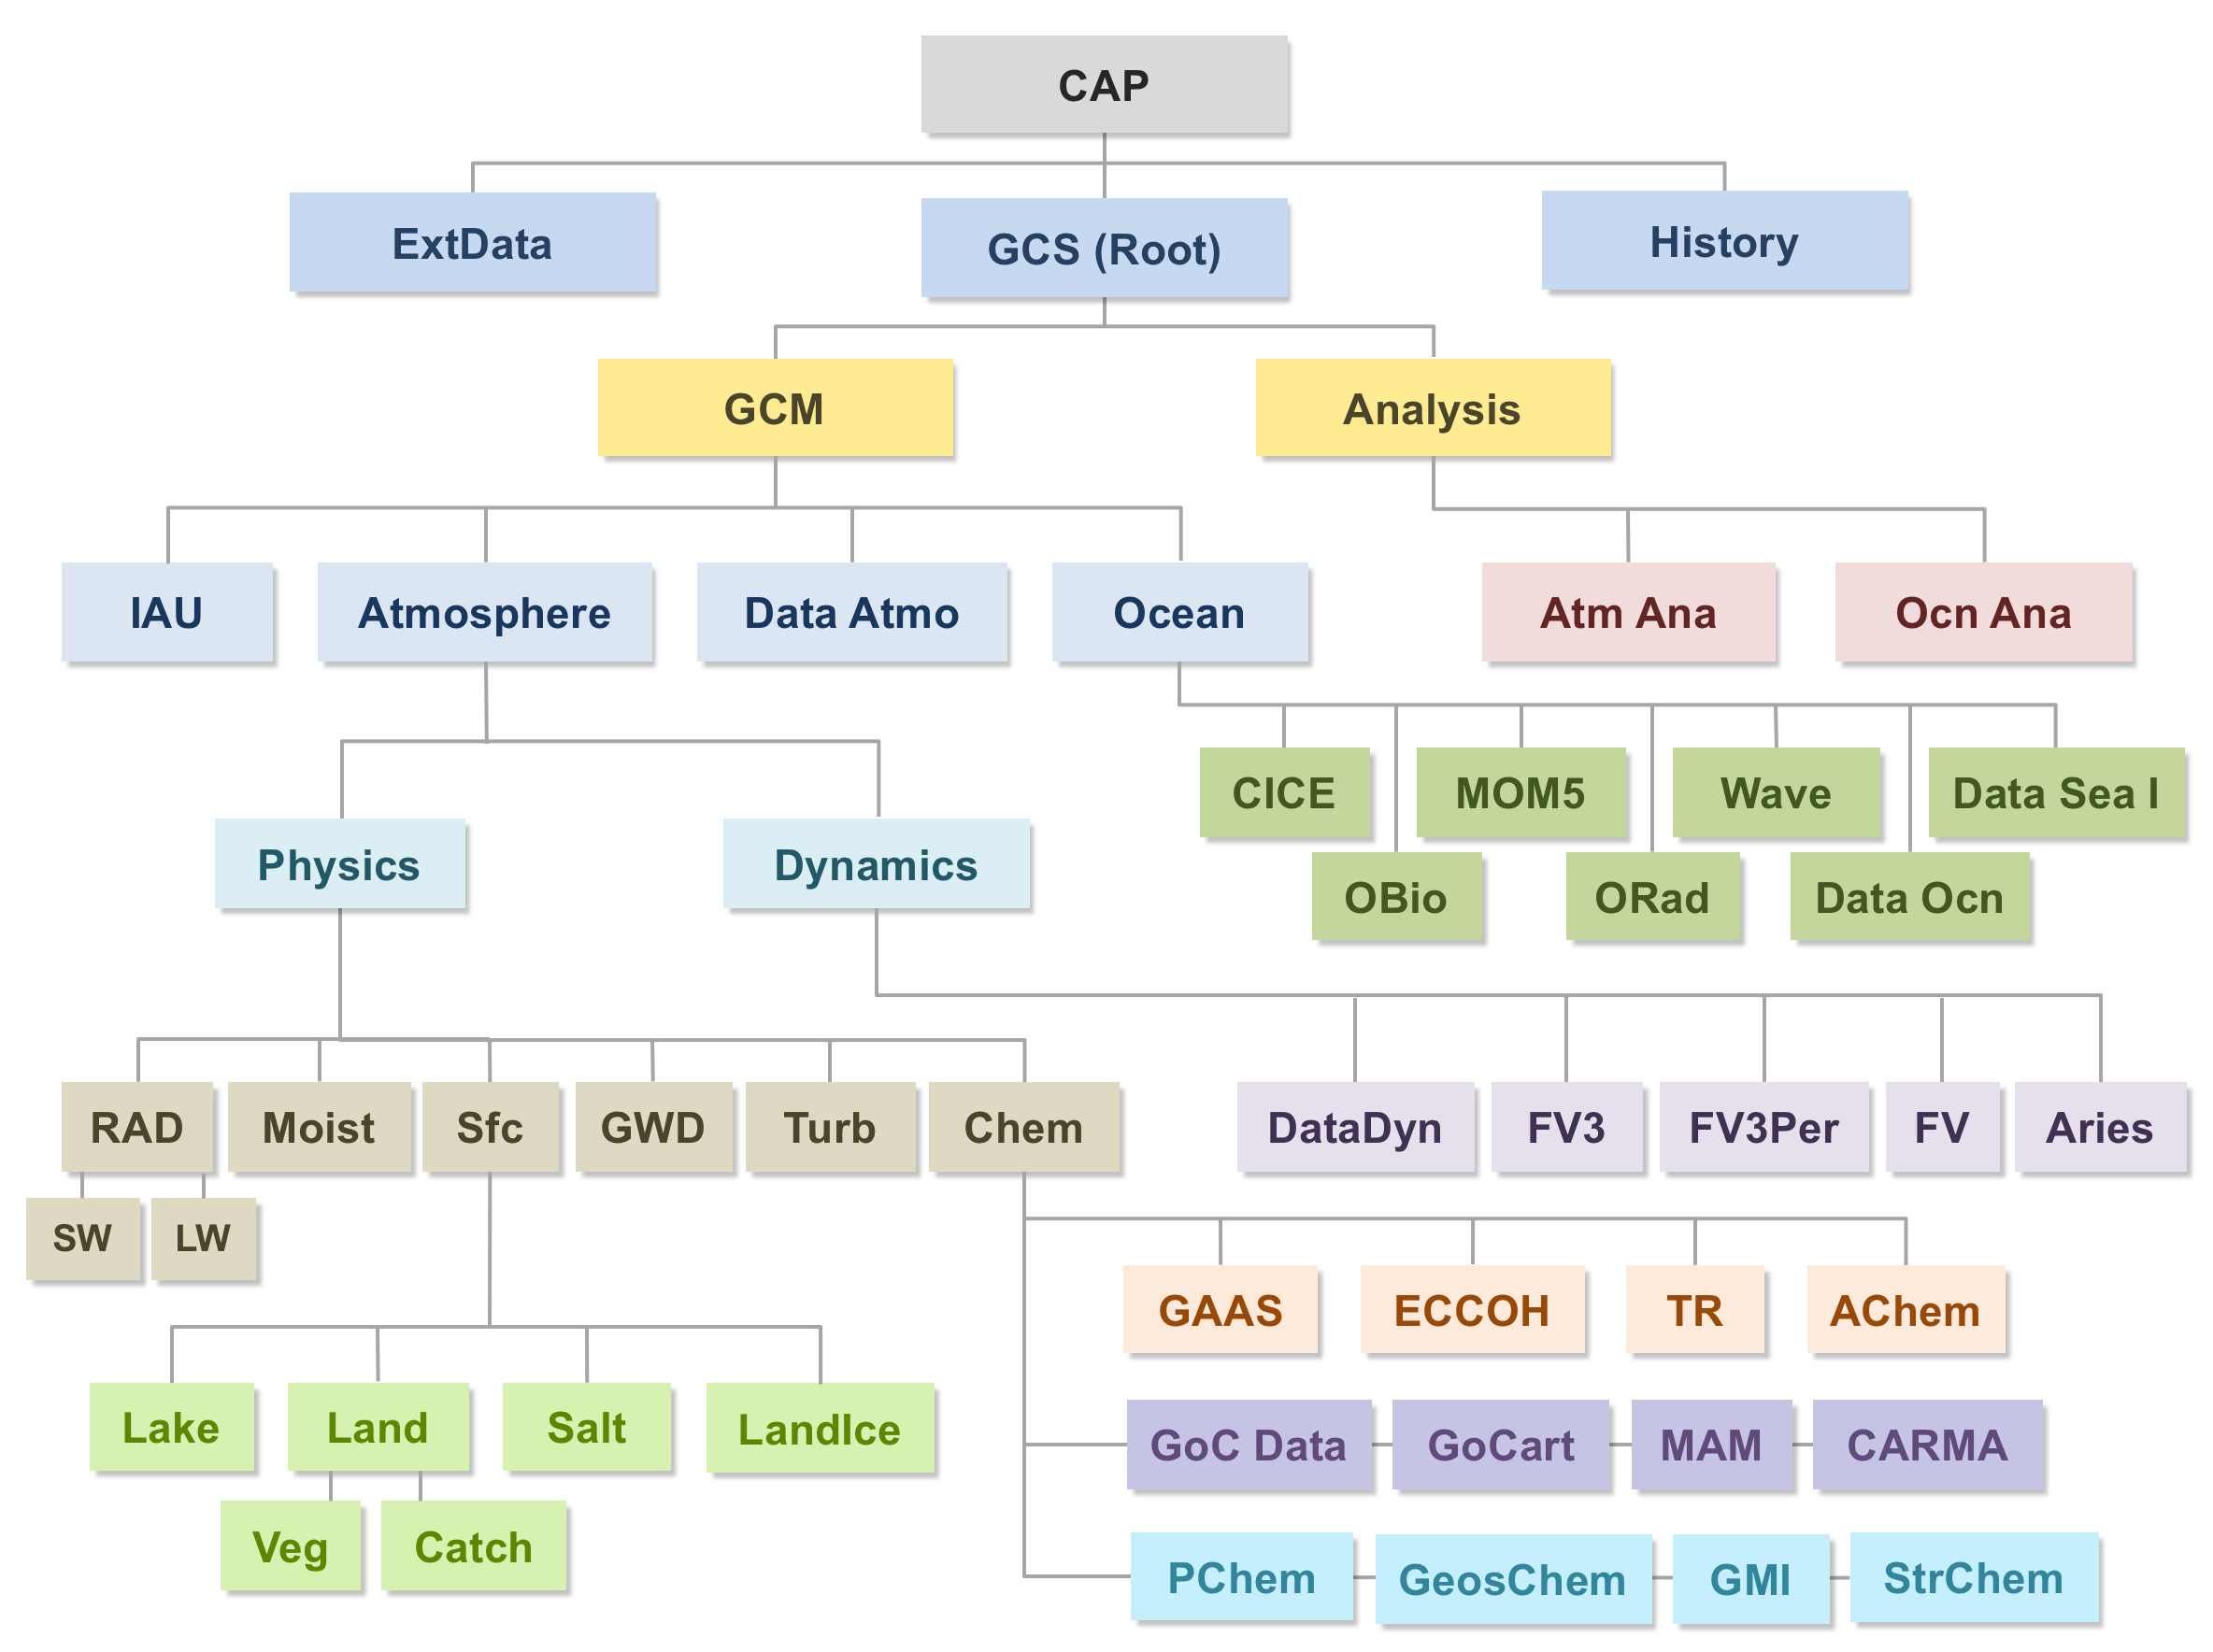 CAP
ExtData
GCS (Root)
History
GCM
Analysis
IAU
Atmosphere
Data Atmo
Ocean
Atm Ana
Ocn Ana
CICE
MOM5
Wave
Data Sea I
OBio
ORad
Data Ocn
Physics
Dynamics
RAD
Moist
Sfc
GWD
Turb
Chem
DataDyn
FV3
FV3Per
FV
Aries
SW
LW
GAAS
ECCOH
TR
AChem
Lake
Land
Salt
LandIce
GoC Data
GoCart
MAM
CARMA
Veg
Catch
PChem
GeosChem
GMI
StrChem